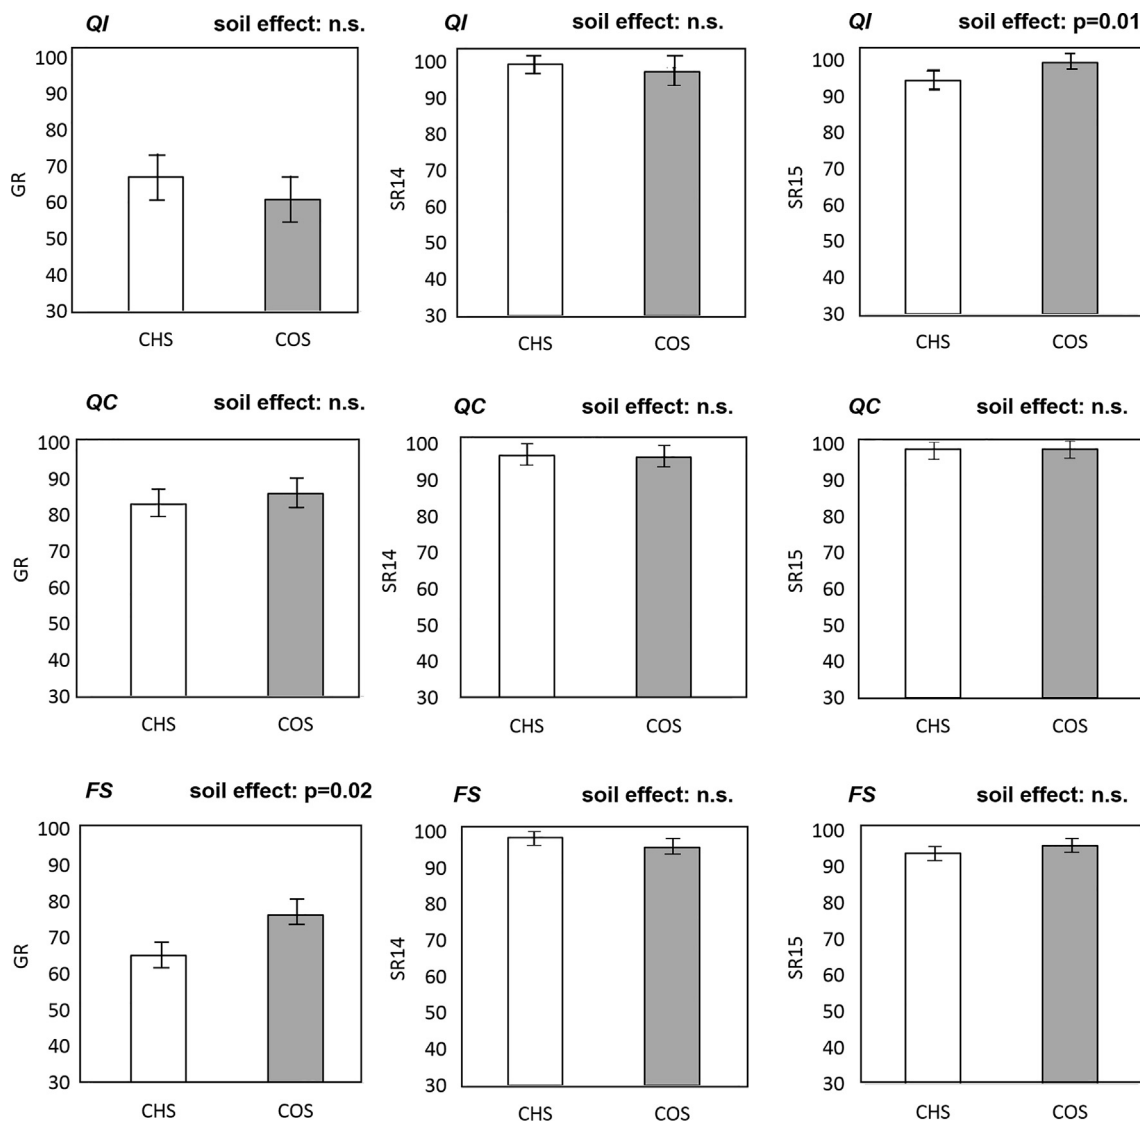 QI soil effect: n.s.
100
90
80
70
60
50
40
30
GR
CHS COS
QI soil effect: n.s.
100
90
80
70
60
50
40
30
SR14
CHS COS
QI soil effect: p=0.01
100
90
80
70
60
50
40
30
SR15
CHS COS
QC soil effect: n.s.
100
90
80
70
60
50
40
30
GR
CHS COS
QC soil effect: n.s.
100
90
80
70
60
50
40
30
SR14
CHS COS
QC soil effect: n.s.
100
90
80
70
60
50
40
30
SR15
CHS COS
FS soil effect: p=0.02
100
90
80
70
60
50
40
30
GR
CHS COS
FS soil effect: n.s.
100
90
80
70
60
50
40
30
SR14
CHS COS
FS soil effect: n.s.
100
90
80
70
60
50
40
30
SR15
CHS COS